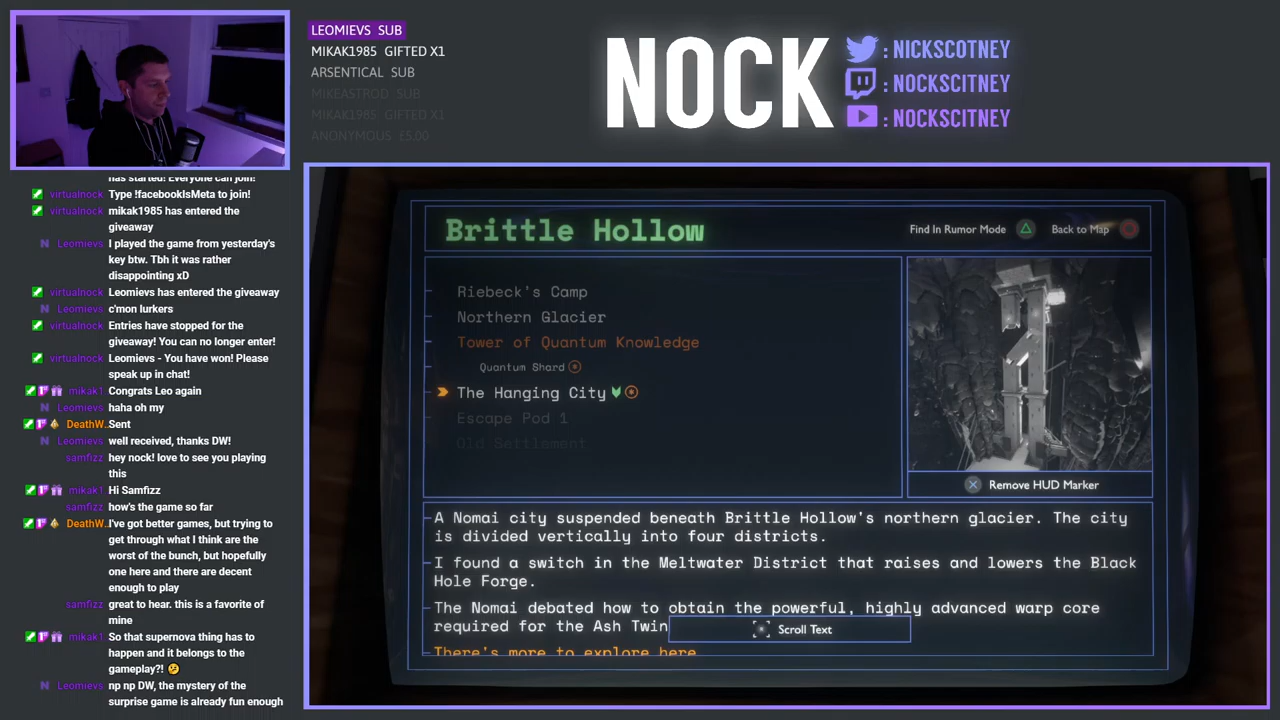 LEOMIEVS SUB
MIKAK1985 GIFTED X1
ARSENTICAL SUB
MIKEASTROD SUB
MIKAK1985 GIFTED X1
ANONYMOUS £5.00
NOCK
: NICKSCOTNEY
: NOCKSCITNEY
: NOCKSCITNEY
has started! Everyone can join!
virtualnock Type !facebookIsMeta to join!
virtualnock mikak1985 has entered the
giveaway
Leomievs I played the game from yesterday's
key btw. Tbh it was rather
disappointing xD
virtualnock Leomievs has entered the giveaway
Leomievs c'mon lurkers
virtualnock Entries have stopped for the
giveaway! You can no longer enter!
virtualnock Leomievs - You have won! Please
speak up in chat!
mikak1 Congrats Leo again
Leomievs haha oh my
DeathW.. Sent
Leomievs well received, thanks DW!
samfizz hey nock! love to see you playing
this
mikak1 Hi Samfizz
samfizz how's the game so far
DeathW.. I've got better games, but trying to
get through what I think are the
worst of the bunch, but hopefully
one here and there are decent
enough to play
samfizz great to hear. this is a favorite of
mine
mikak1 So that supernova thing has to
happen and it belongs to the
gameplay?! 🤔
Leomievs np np DW, the mystery of the
surprise game is already fun enough
Brittle Hollow
Find In Rumor Mode
Back to Map
Riebeck's Camp
Northern Glacier
Tower of Quantum Knowledge
Quantum Shard
The Hanging City
Escape Pod 1
Old Settlement
Remove HUD Marker
A Nomai city suspended beneath Brittle Hollow's northern glacier. The city
is divided vertically into four districts.
I found a switch in the Meltwater District that raises and lowers the Black
Hole Forge.
The Nomai debated how to obtain the powerful, highly advanced warp core
required for the Ash Twin
Scroll Text
There's more to explore here